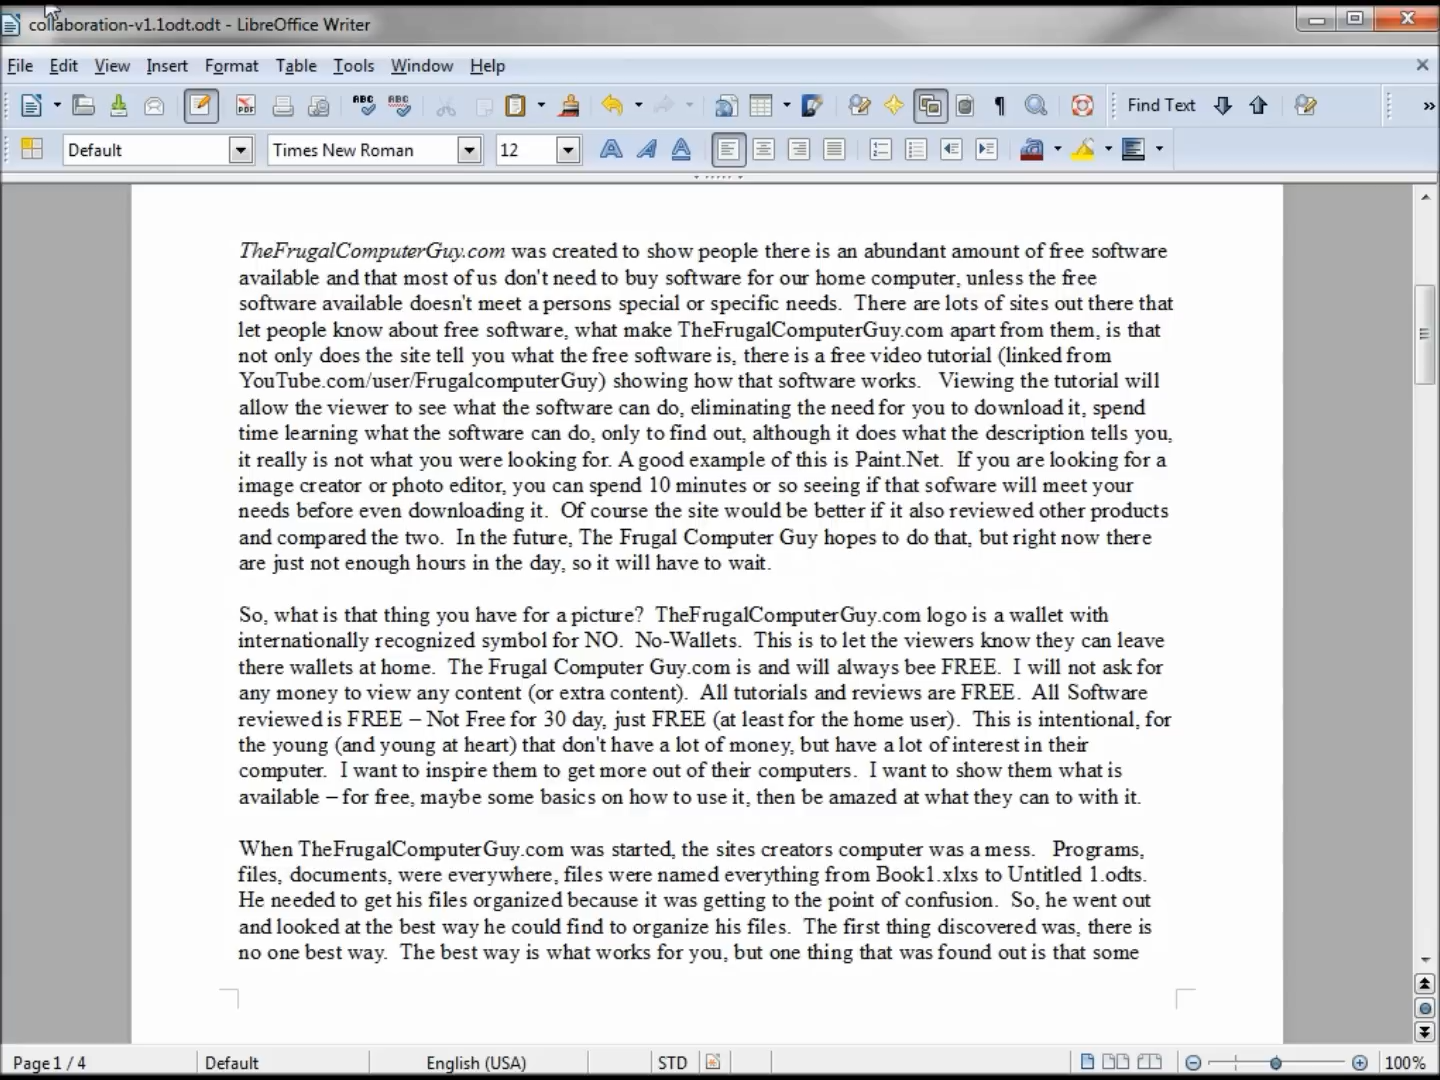 collaboration-v1.1odt.odt - LibreOffice Writer
File Edit View Insert Format Table Tools Window Help
PDF ABC ABC Find Text
Default Times New Roman 12
TheFrugalComputerGuy.com was created to show people there is an abundant amount of free software
available and that most of us don't need to buy software for our home computer, unless the free
software available doesn't meet a persons special or specific needs.  There are lots of sites out there that
let people know about free software, what make TheFrugalComputerGuy.com apart from them, is that
not only does the site tell you what the free software is, there is a free video tutorial (linked from
YouTube.com/user/FrugalcomputerGuy) showing how that software works.   Viewing the tutorial will
allow the viewer to see what the software can do, eliminating the need for you to download it, spend
time learning what the software can do, only to find out, although it does what the description tells you,
it really is not what you were looking for. A good example of this is Paint.Net.  If you are looking for a
image creator or photo editor, you can spend 10 minutes or so seeing if that sofware will meet your
needs before even downloading it.  Of course the site would be better if it also reviewed other products
and compared the two.  In the future, The Frugal Computer Guy hopes to do that, but right now there
are just not enough hours in the day, so it will have to wait.
So, what is that thing you have for a picture?  TheFrugalComputerGuy.com logo is a wallet with
internationally recognized symbol for NO.  No-Wallets.  This is to let the viewers know they can leave
there wallets at home.  The Frugal Computer Guy.com is and will always bee FREE.  I will not ask for
any money to view any content (or extra content).  All tutorials and reviews are FREE.  All Software
reviewed is FREE – Not Free for 30 day, just FREE (at least for the home user).  This is intentional, for
the young (and young at heart) that don't have a lot of money, but have a lot of interest in their
computer.  I want to inspire them to get more out of their computers.  I want to show them what is
available – for free, maybe some basics on how to use it, then be amazed at what they can to with it.
When TheFrugalComputerGuy.com was started, the sites creators computer was a mess.   Programs,
files, documents, were everywhere, files were named everything from Book1.xlxs to Untitled 1.odts.
He needed to get his files organized because it was getting to the point of confusion.  So, he went out
and looked at the best way he could find to organize his files.  The first thing discovered was, there is
no one best way.  The best way is what works for you, but one thing that was found out is that some
Page 1 / 4 Default English (USA) STD 100%